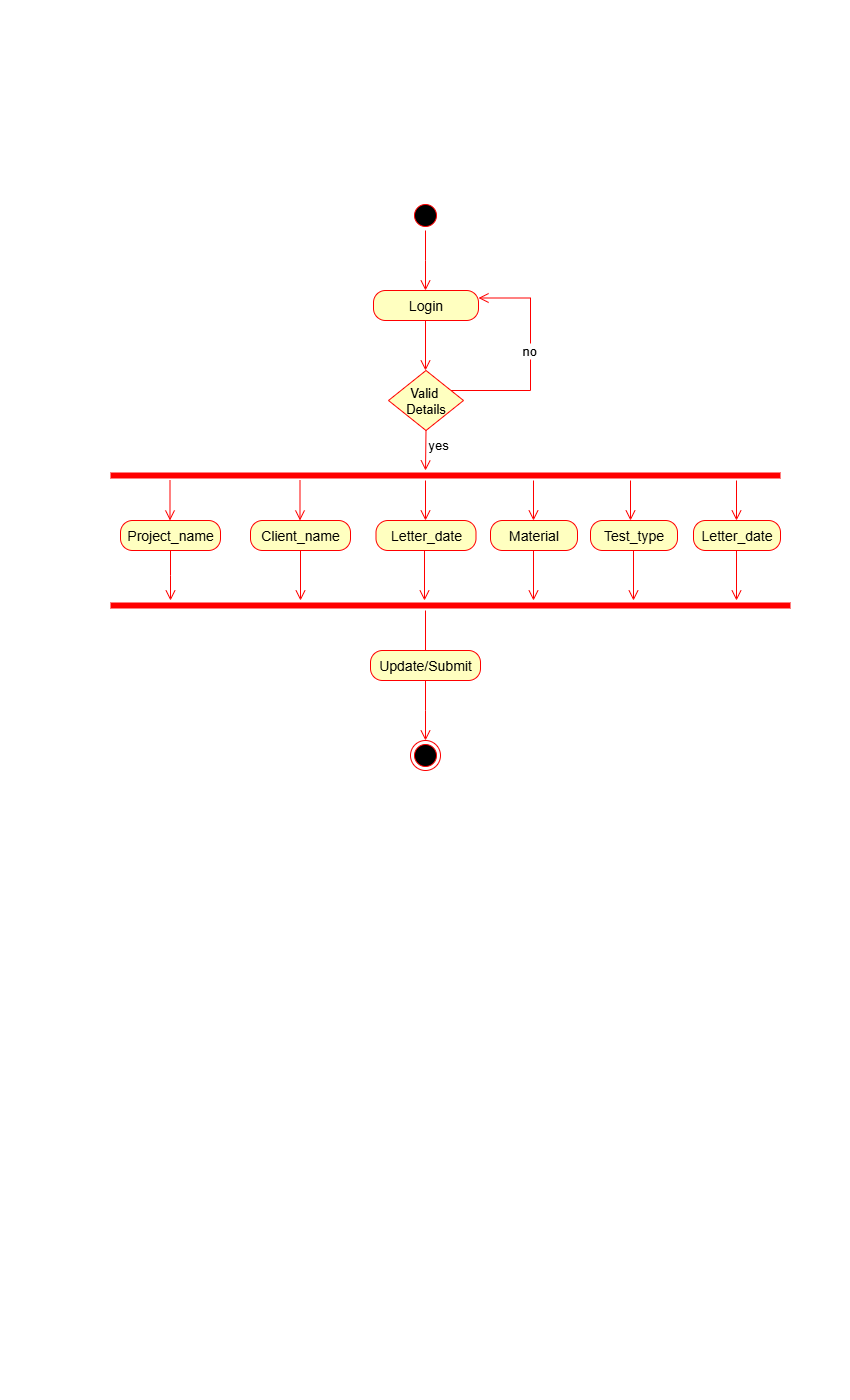 Login
no
Valid
Details
yes
Project_name
Client_name
Letter_date
Material
Test_type
Letter_date
Update/Submit